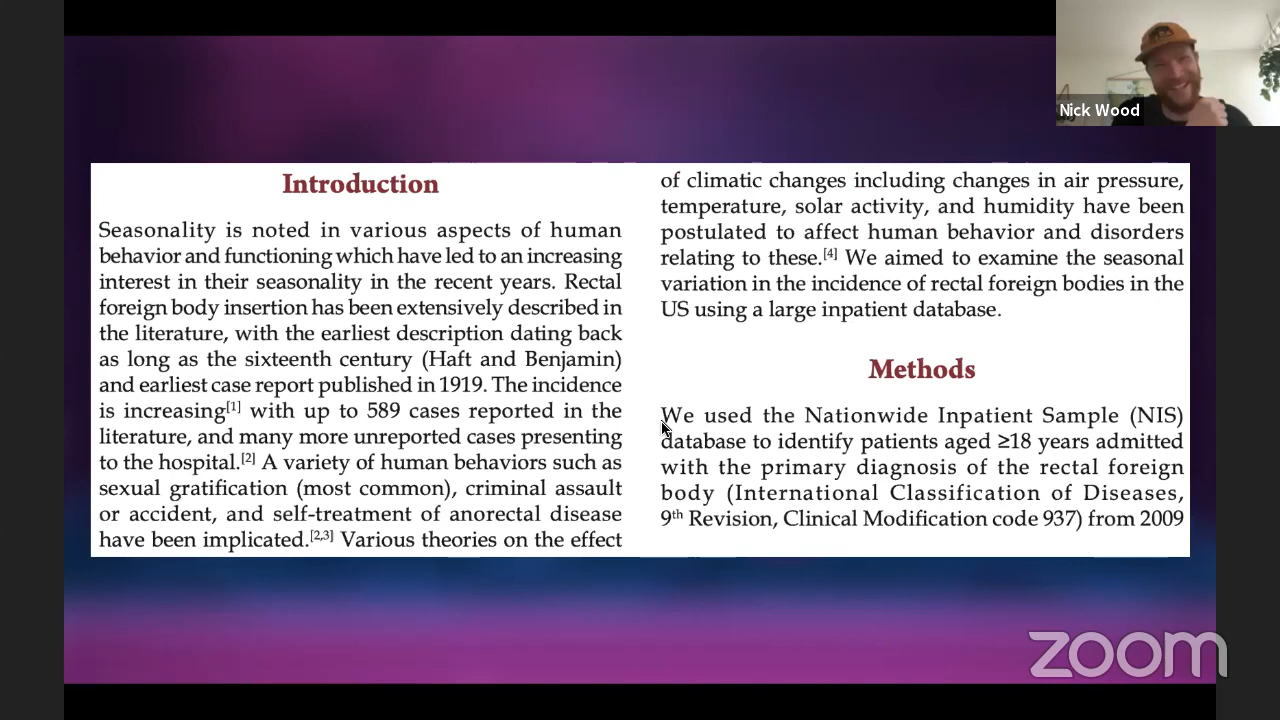 Nick Wood
Introduction
Seasonality is noted in various aspects of human
behavior and functioning which have led to an increasing
interest in their seasonality in the recent years. Rectal
foreign body insertion has been extensively described in
the literature, with the earliest description dating back
as long as the sixteenth century (Haft and Benjamin)
and earliest case report published in 1919. The incidence
is increasing[1] with up to 589 cases reported in the
literature, and many more unreported cases presenting
to the hospital.[2] A variety of human behaviors such as
sexual gratification (most common), criminal assault
or accident, and self-treatment of anorectal disease
have been implicated.[2,3] Various theories on the effect
of climatic changes including changes in air pressure,
temperature, solar activity, and humidity have been
postulated to affect human behavior and disorders
relating to these.[4] We aimed to examine the seasonal
variation in the incidence of rectal foreign bodies in the
US using a large inpatient database.
Methods
We used the Nationwide Inpatient Sample (NIS)
database to identify patients aged ≥18 years admitted
with the primary diagnosis of the rectal foreign
body (International Classification of Diseases,
9th Revision, Clinical Modification code 937) from 2009
zoom